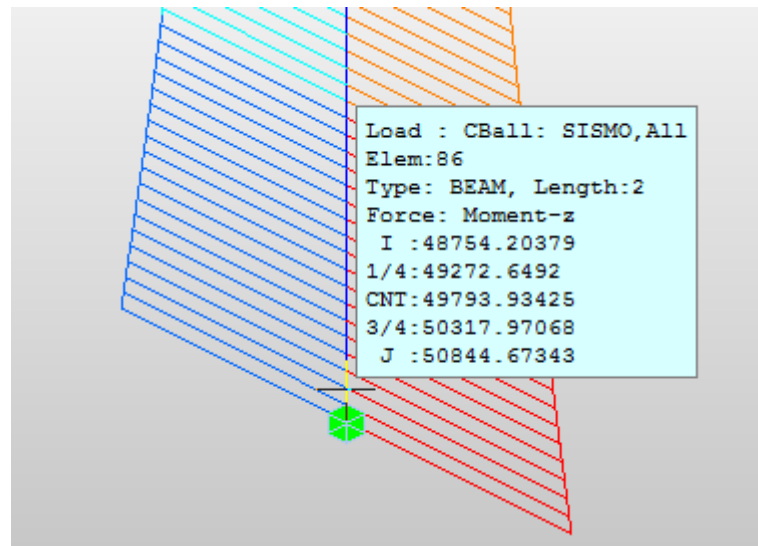 Load : CBall: SISMO,All
Elem:86
Type: BEAM, Length:2
Force: Moment-z
I :48754.20379
1/4:49272.6492
CNT:49793.93425
3/4:50317.97068
J :50844.67343